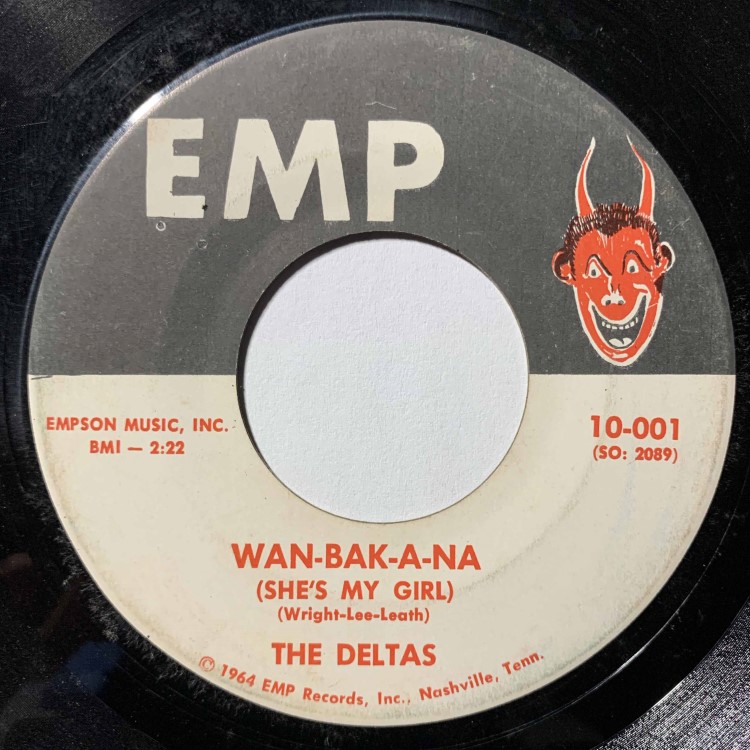 EMP
EMPSON MUSIC, INC.
BMI — 2:22
10-001
(SO: 2089)
WAN-BAK-A-NA
(SHE'S MY GIRL)
(Wright-Lee-Leath)
THE DELTAS
© 1964 EMP Records, Inc., Nashville, Tenn.